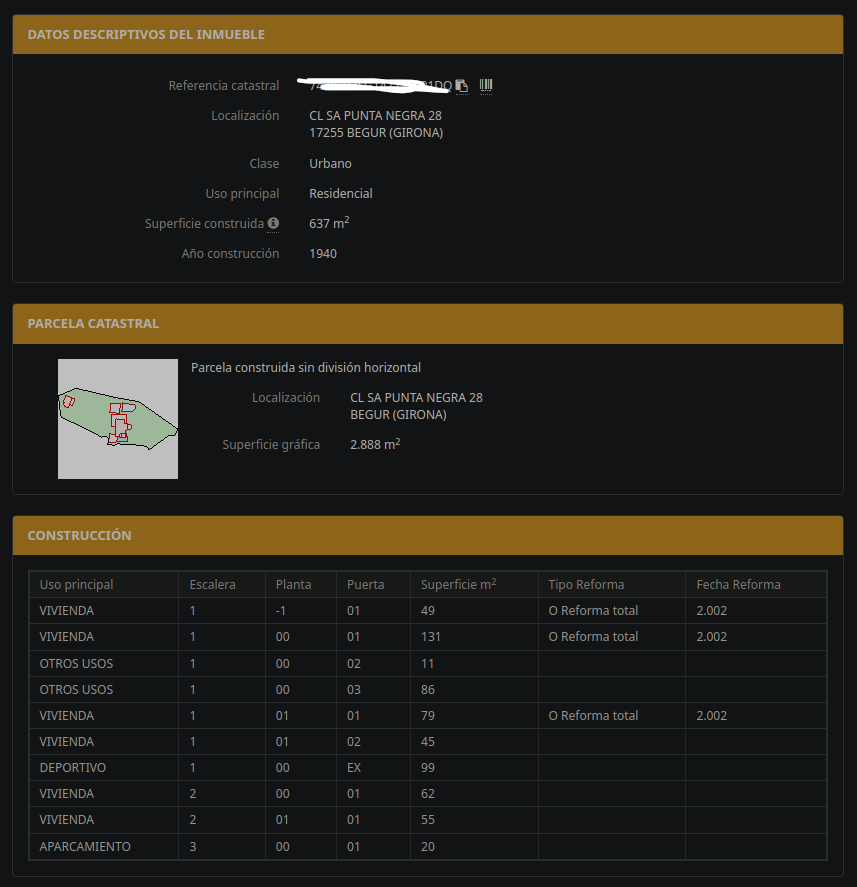 DATOS DESCRIPTIVOS DEL INMUEBLE
Referencia catastral
Localización CL SA PUNTA NEGRA 28
17255 BEGUR (GIRONA)
Clase Urbano
Uso principal Residencial
Superficie construida 637 m²
Año construcción 1940
PARCELA CATASTRAL
Parcela construida sin división horizontal
Localización CL SA PUNTA NEGRA 28
BEGUR (GIRONA)
Superficie gráfica 2.888 m²
CONSTRUCCIÓN
Uso principal Escalera Planta Puerta Superficie m² Tipo Reforma Fecha Reforma
VIVIENDA 1 -1 01 49 O Reforma total 2.002
VIVIENDA 1 00 01 131 O Reforma total 2.002
OTROS USOS 1 00 02 11
OTROS USOS 1 00 03 86
VIVIENDA 1 01 01 79 O Reforma total 2.002
VIVIENDA 1 01 02 45
DEPORTIVO 1 00 EX 99
VIVIENDA 2 00 01 62
VIVIENDA 2 01 01 55
APARCAMIENTO 3 00 01 20